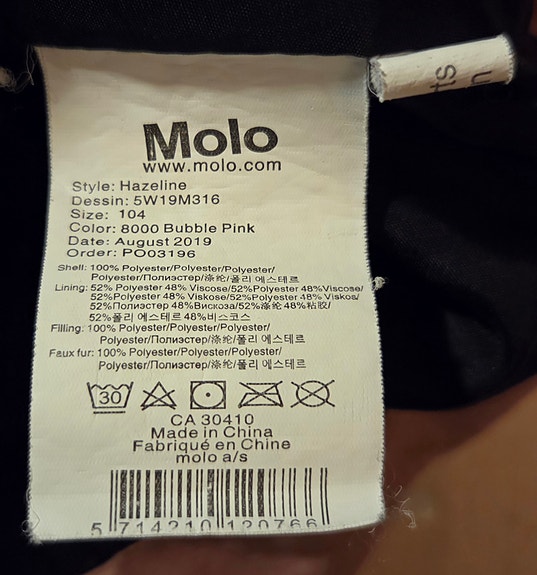 Molo
www.molo.com
Style: Hazeline
Dessin: 5W19M316
Size: 104
Color: 8000 Bubble Pink
Date: August 2019
Order: PO03196
Shell: 100% Polyester/Polyester/Polyester/
Polyester/Полиэстер/涤纶/폴리 에스테르
Lining: 52% Polyester 48% Viscose/52%Polyester 48%Viscose/
52%Polyester 48% Viskose/52%Polyester 48% Viskos/
52%Полиэстер 48%Вискоза/52%涤纶 48%粘胶/
52%폴리 에스테르 48%비스코스
Filling: 100% Polyester/Polyester/Polyester/
Polyester/Полиэстер/涤纶/폴리 에스테르
Faux fur: 100% Polyester/Polyester/Polyester/
Polyester/Полиэстер/涤纶/폴리 에스테르
30
CA 30410
Made in China
Fabriqué en Chine
molo a/s
5 714210 120766
ts
n